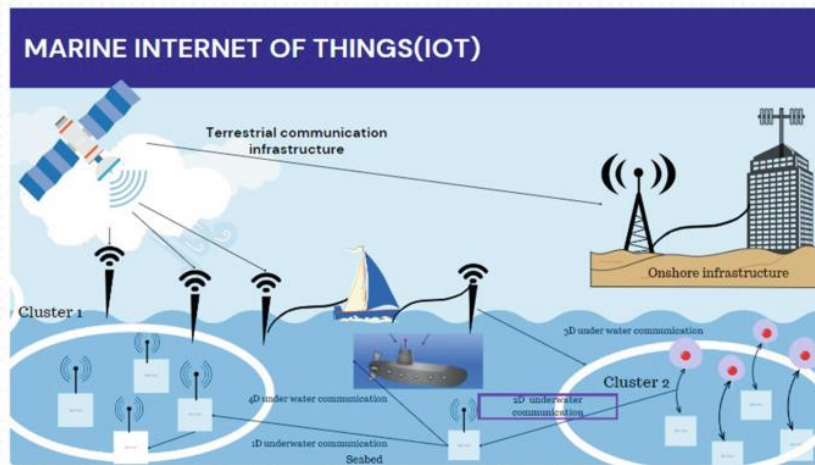 MARINE INTERNET OF THINGS(IOT)
Terrestrial communication
infrastructure
Onshore infrastructure
Cluster 1
3D under water communication
Cluster 2
4D under water communication
2D underwater
communication
1D underwater communication
Seabed